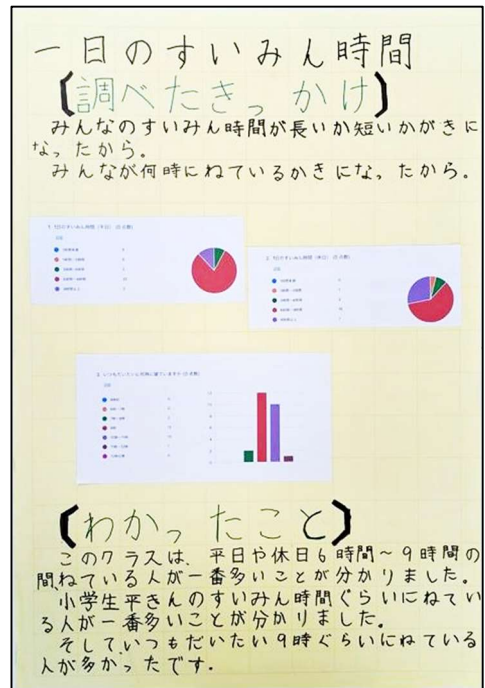 一日のすいみん時間
【調べたきっかけ】
みんなのすいみん時間が長いか短いかがきに
なったから。
みんなが何時にねているかきになったから。
【わかったこと】
このクラスは、平日や休日6時間～9時間の
間ねている人が一番多いことが分かりました。
小学生平きんのすいみん時間ぐらいにねてい
る人が一番多いことが分かりました。
そして、いつもだいたい9時ぐらいにねている
人が多かったです.